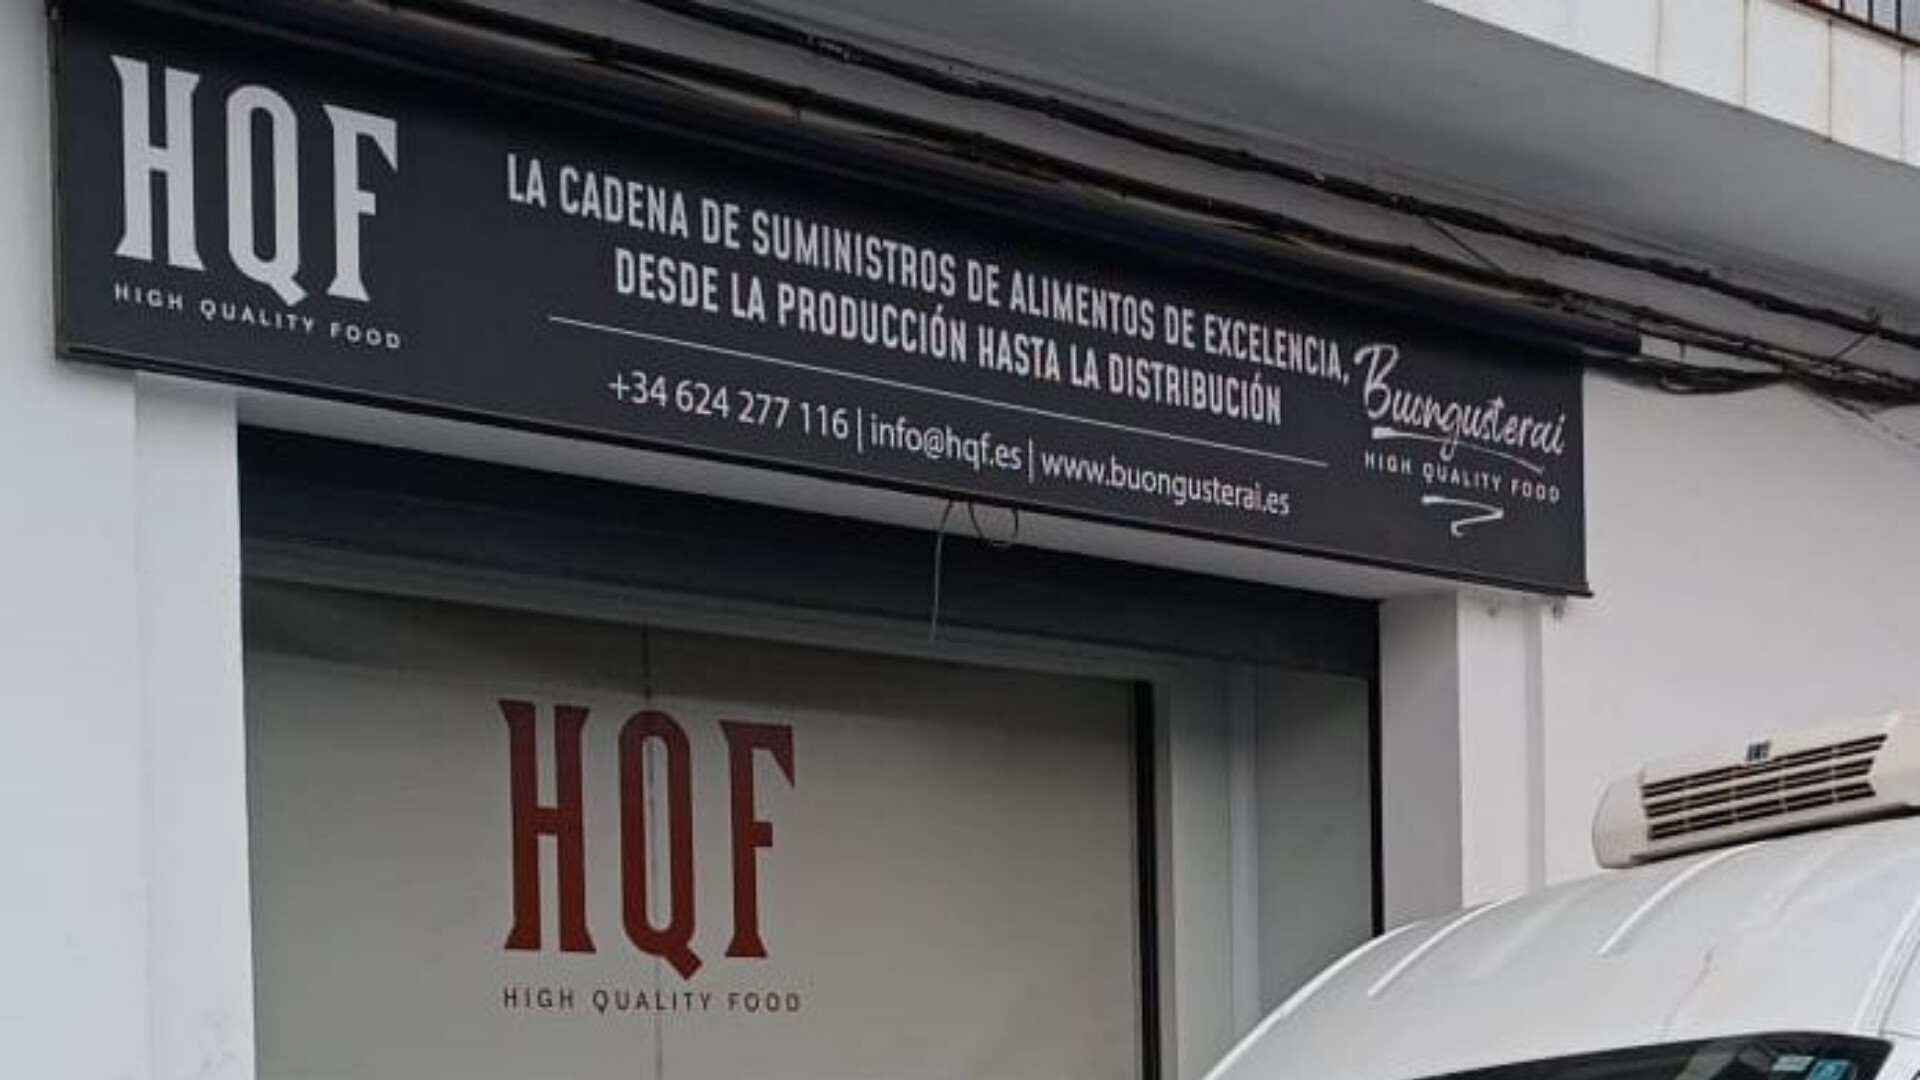 HQF
HIGH QUALITY FOOD
LA CADENA DE SUMINISTROS DE ALIMENTOS DE EXCELENCIA,
DESDE LA PRODUCCIÓN HASTA LA DISTRIBUCIÓN
+34 624 277 116 | info@hqf.es | www.buongusterai.es
Buongusterai
HIGH QUALITY FOOD
HQF
HIGH QUALITY FOOD